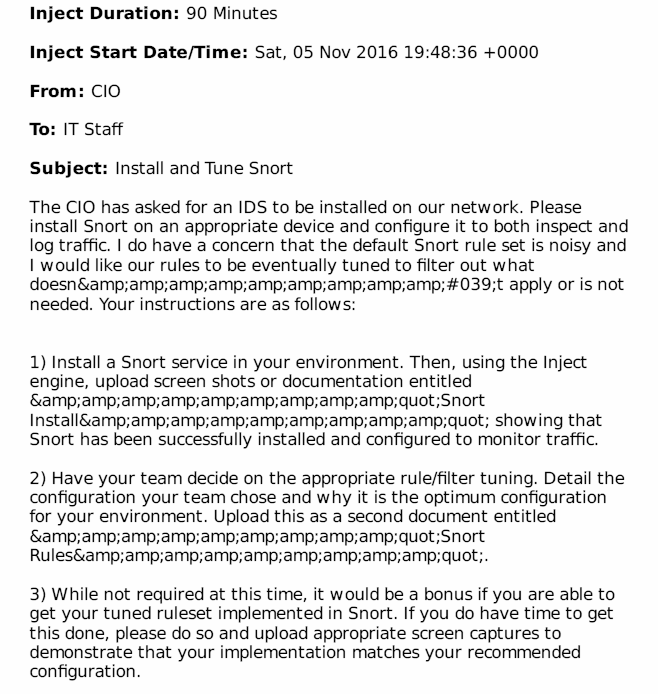 Inject Duration: 90 Minutes
Inject Start Date/Time: Sat, 05 Nov 2016 19:48:36 +0000
From: CIO
To: IT Staff
Subject: Install and Tune Snort
The CIO has asked for an IDS to be installed on our network. Please
install Snort on an appropriate device and configure it to both inspect and
log traffic. I do have a concern that the default Snort rule set is noisy and
I would like our rules to be eventually tuned to filter out what
doesn&amp;amp;amp;amp;amp;amp;amp;amp;amp;#039;t apply or is not
needed. Your instructions are as follows:
1) Install a Snort service in your environment. Then, using the Inject
engine, upload screen shots or documentation entitled
&amp;amp;amp;amp;amp;amp;amp;amp;amp;quot;Snort
Install&amp;amp;amp;amp;amp;amp;amp;amp;amp;quot; showing that
Snort has been successfully installed and configured to monitor traffic.
2) Have your team decide on the appropriate rule/filter tuning. Detail the
configuration your team chose and why it is the optimum configuration
for your environment. Upload this as a second document entitled
&amp;amp;amp;amp;amp;amp;amp;amp;amp;quot;Snort
Rules&amp;amp;amp;amp;amp;amp;amp;amp;amp;quot;.
3) While not required at this time, it would be a bonus if you are able to
get your tuned ruleset implemented in Snort. If you do have time to get
this done, please do so and upload appropriate screen captures to
demonstrate that your implementation matches your recommended
configuration.